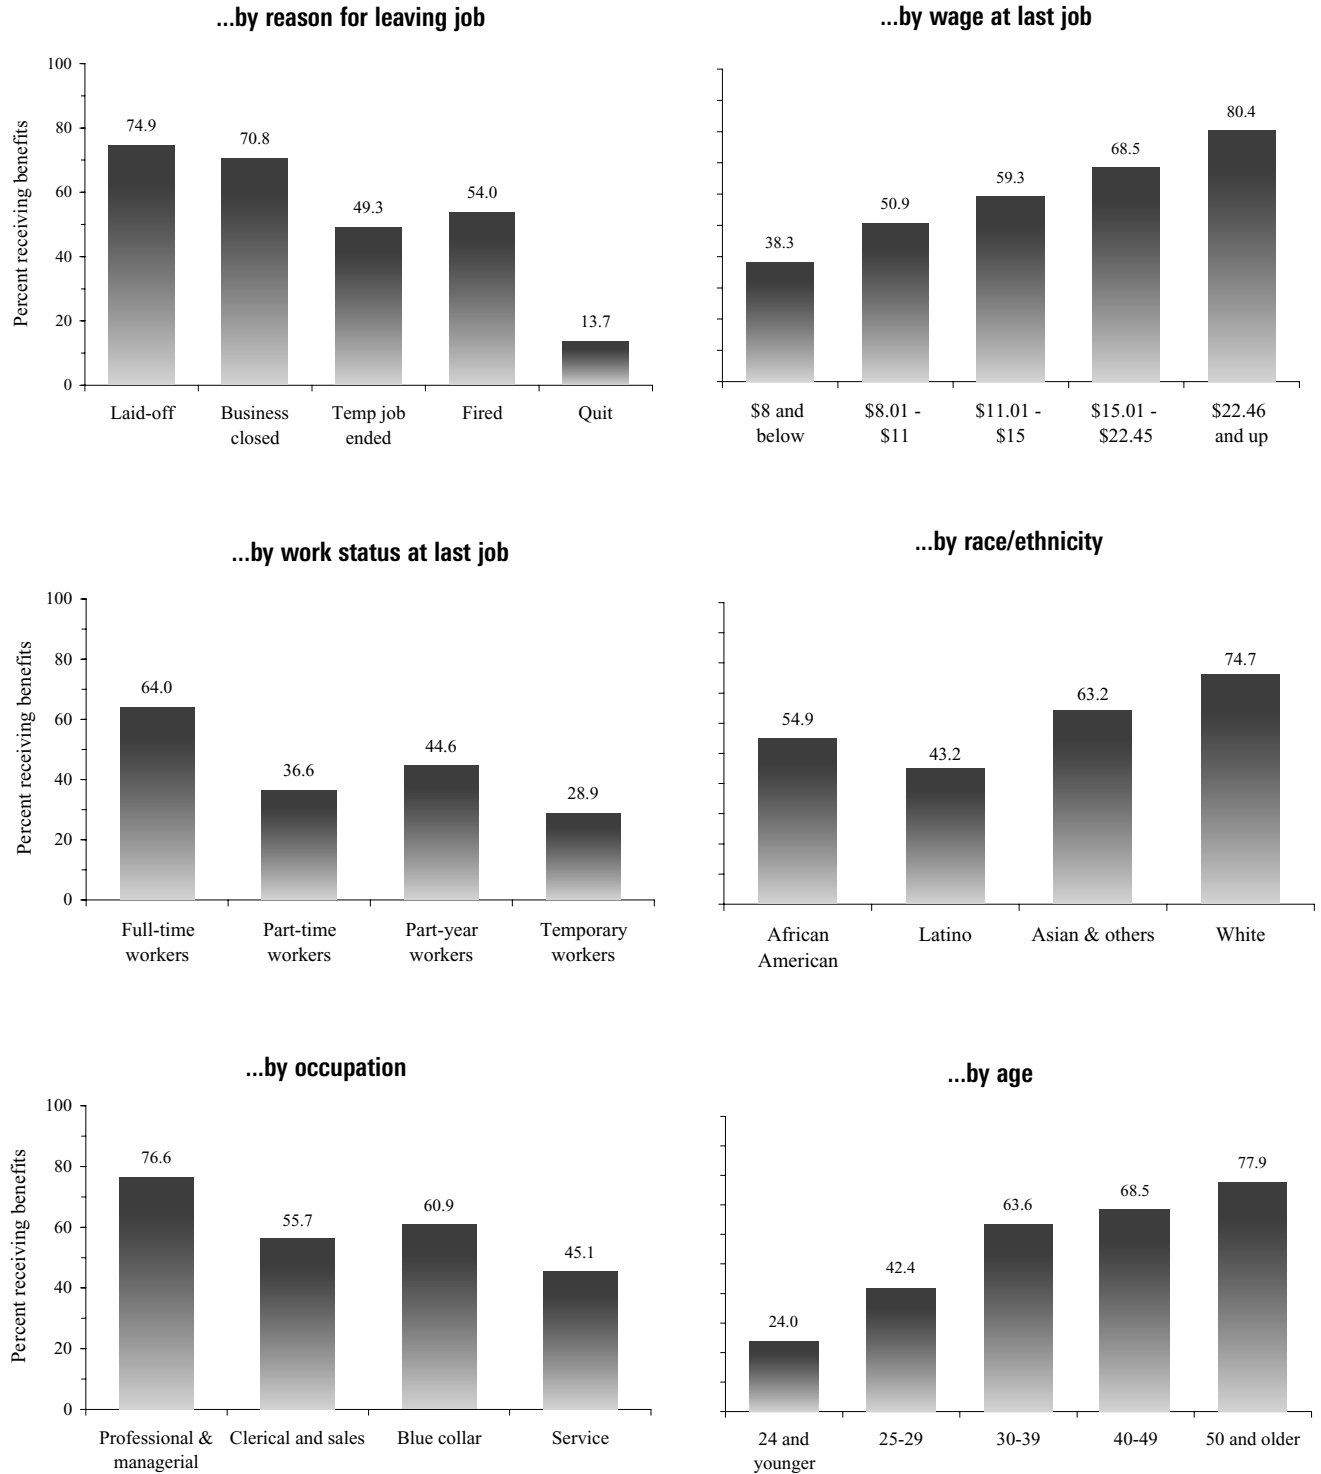 ...by reason for leaving job
Percent receiving benefits
100
80
60
40
20
0
74.9
70.8
49.3
54.0
13.7
Laid-off
Business
closed
Temp job
ended
Fired
Quit
...by wage at last job
38.3
50.9
59.3
68.5
80.4
$8 and
below
$8.01 -
$11
$11.01 -
$15
$15.01 -
$22.45
$22.46
and up
...by work status at last job
Percent receiving benefits
100
80
60
40
20
0
64.0
36.6
44.6
28.9
Full-time
workers
Part-time
workers
Part-year
workers
Temporary
workers
...by race/ethnicity
54.9
43.2
63.2
74.7
African
American
Latino
Asian & others
White
...by occupation
Percent receiving benefits
100
80
60
40
20
0
76.6
55.7
60.9
45.1
Professional &
managerial
Clerical and sales
Blue collar
Service
...by age
24.0
42.4
63.6
68.5
77.9
24 and
younger
25-29
30-39
40-49
50 and older